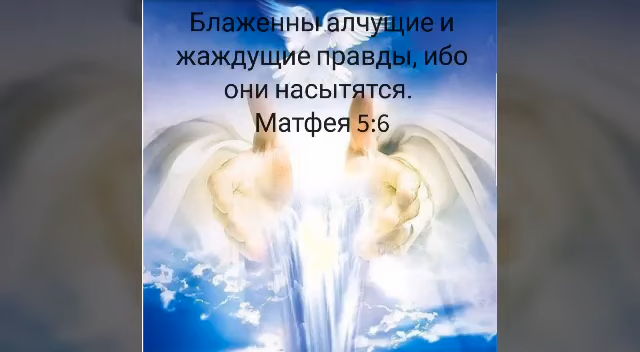 Блаженны алчущие и
жаждущие правды, ибо
они насытятся.
Матфея 5:6